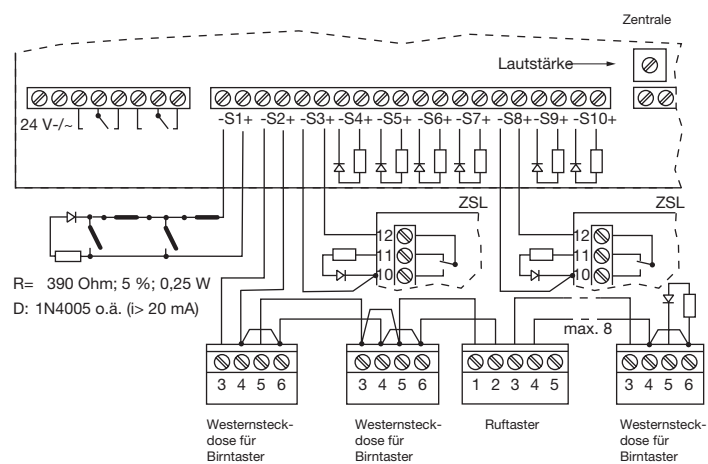 Zentrale
Lautstärke
24 V-/~
-S1+ -S2+ -S3+ -S4+ -S5+ -S6+ -S7+ -S8+ -S9+ -S10+
ZSL
ZSL
12
11
10
12
11
10
R= 390 Ohm; 5 %; 0,25 W
D: 1N4005 o.ä. (i> 20 mA)
max. 8
3 4 5 6
3 4 5 6
1 2 3 4 5
3 4 5 6
Westernsteck-
dose für
Birntaster
Westernsteck-
dose für
Birntaster
Ruftaster
Westernsteck-
dose für
Birntaster